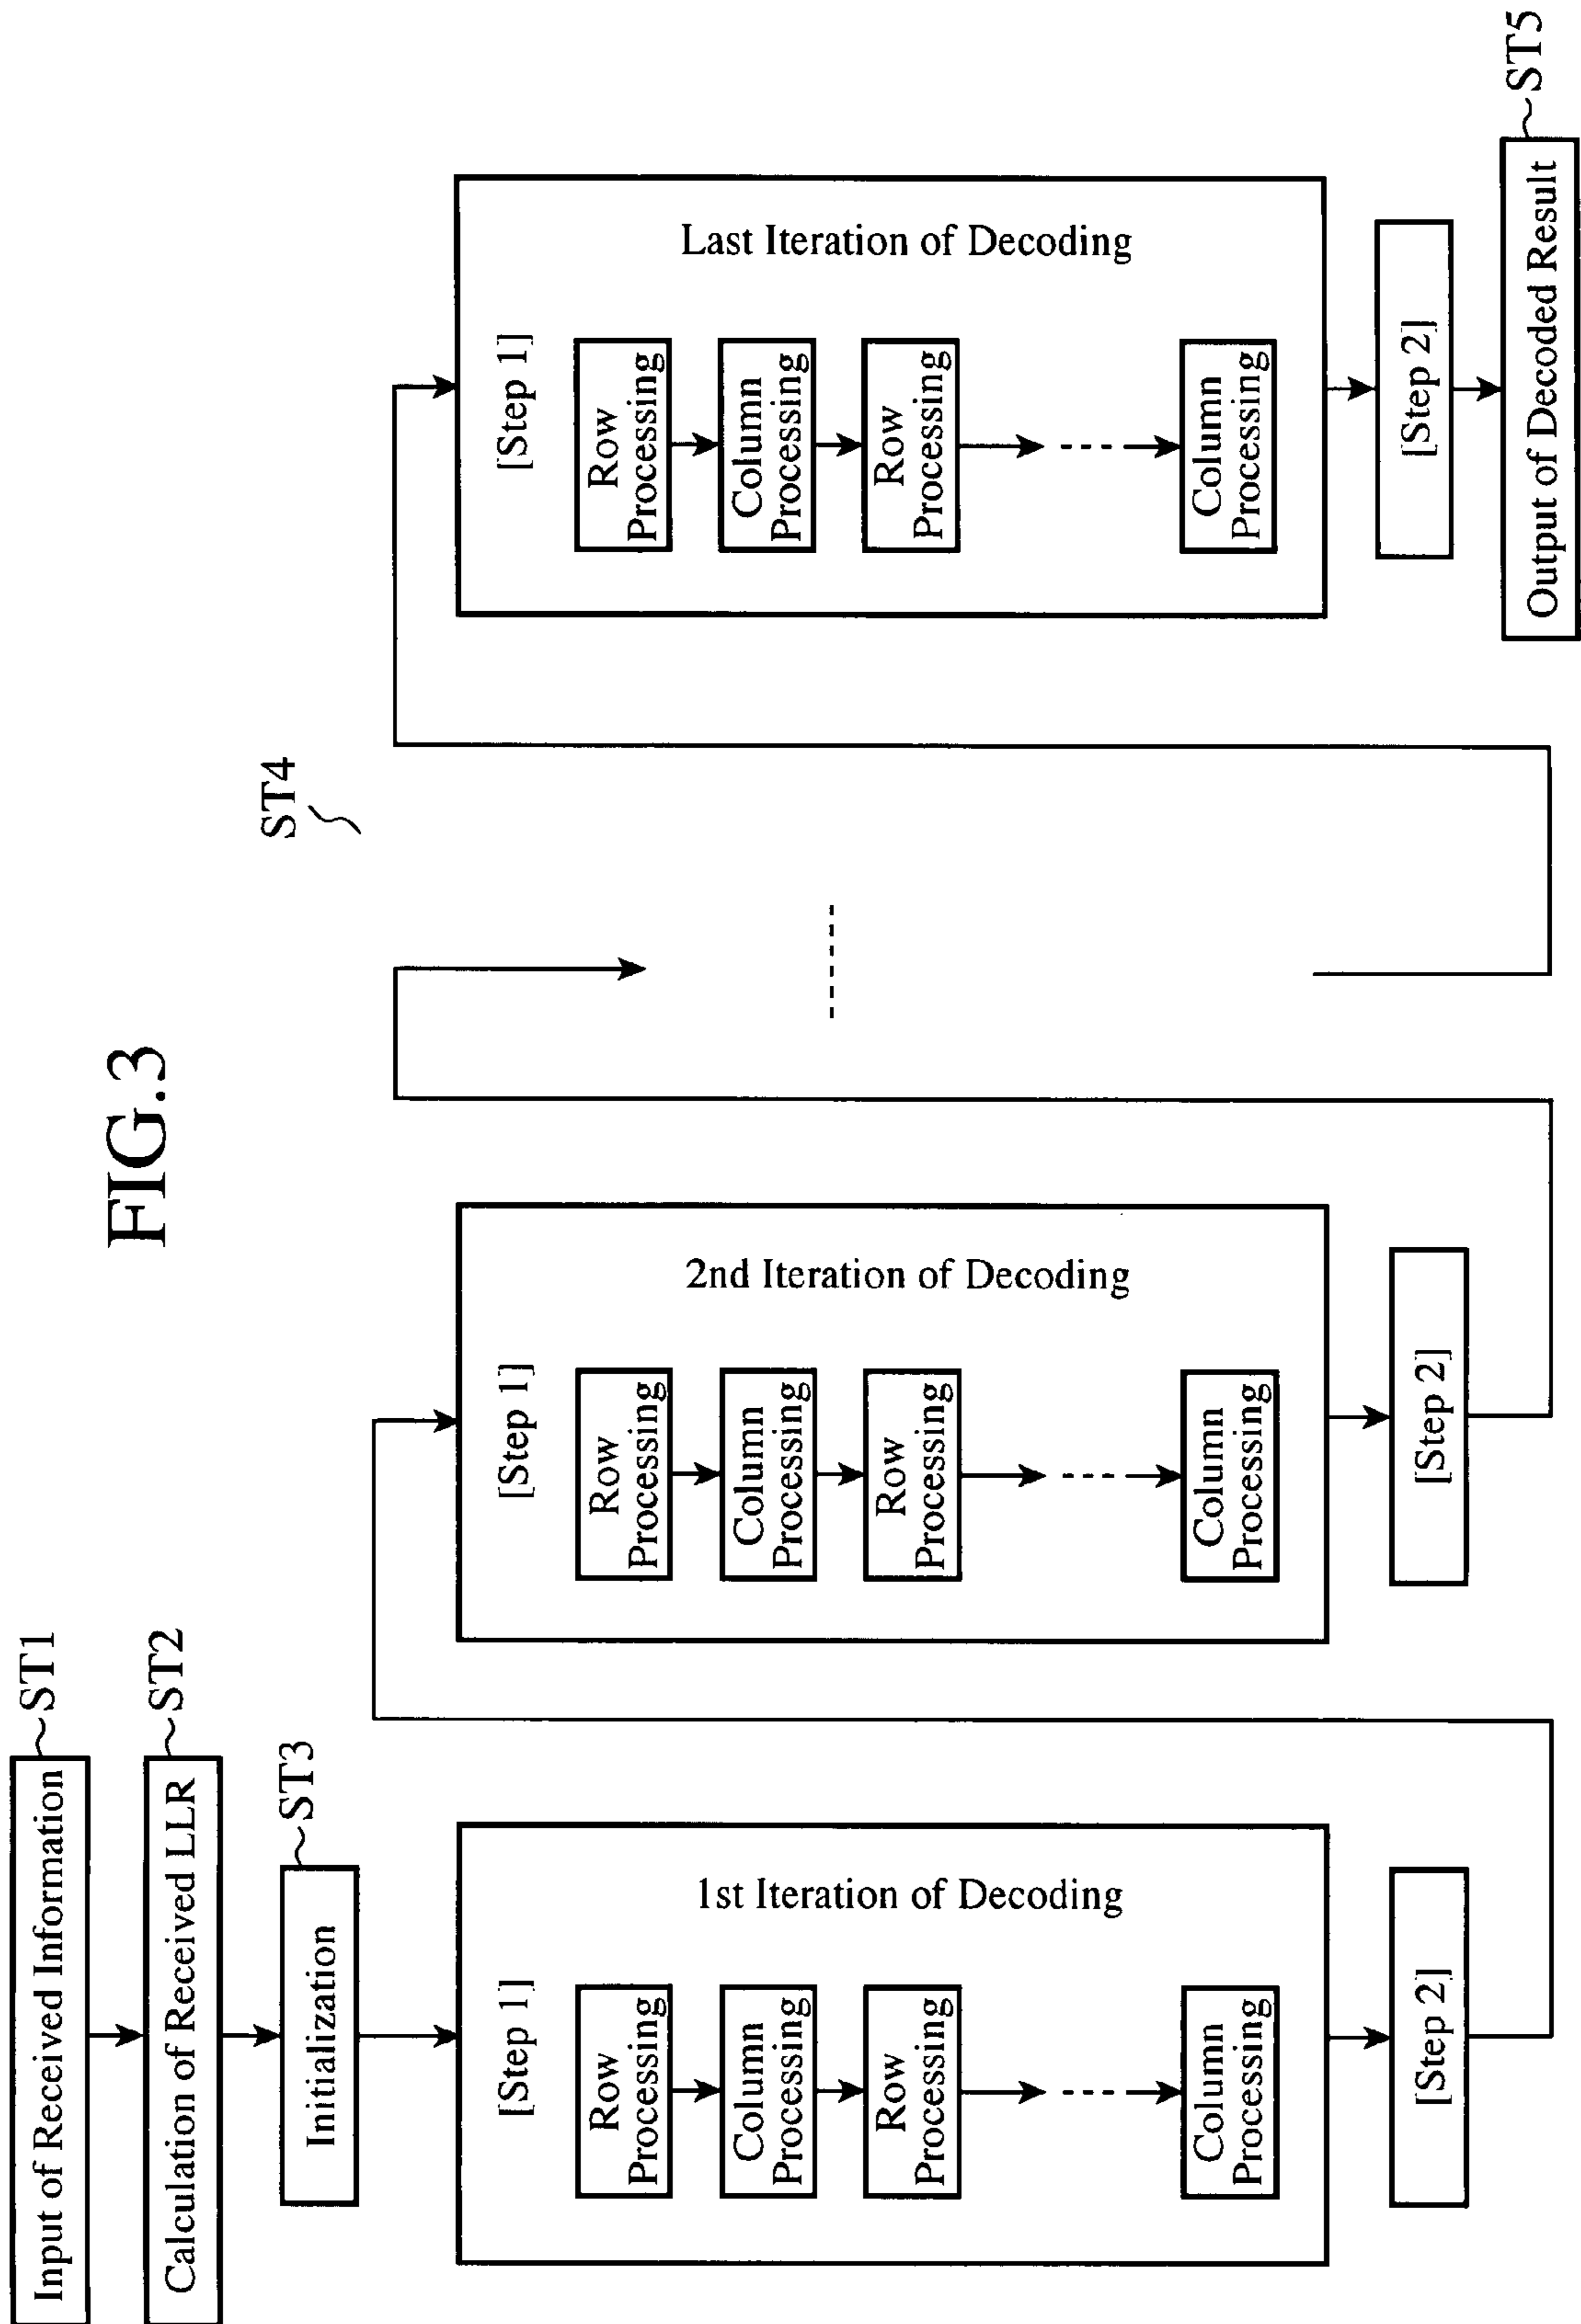 FIG.3
Input of Received Information
ST1
Calculation of Received LLR
ST2
Initialization
ST3
ST4
[Step 1]
Row
Processing
Column
Processing
Row
Processing
Column
Processing
1st Iteration of Decoding
[Step 2]
[Step 1]
Row
Processing
Column
Processing
Row
Processing
Column
Processing
2nd Iteration of Decoding
[Step 2]
[Step 1]
Row
Processing
Column
Processing
Row
Processing
Column
Processing
Last Iteration of Decoding
[Step 2]
Output of Decoded Result
ST5